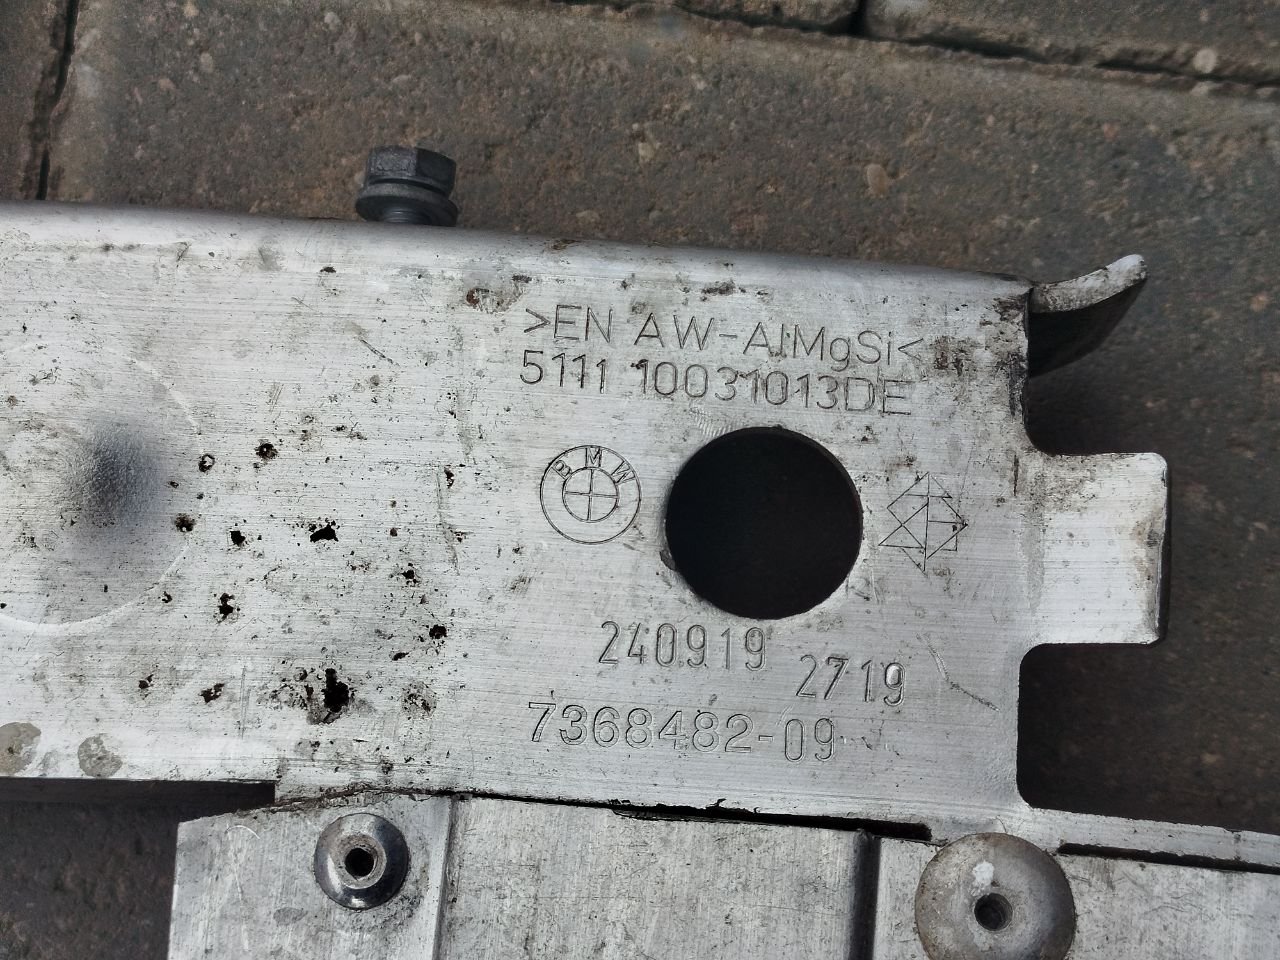 >EN AW-AlMgSi<
5111 10031013DE
BMW
240919
2719
7368482-09